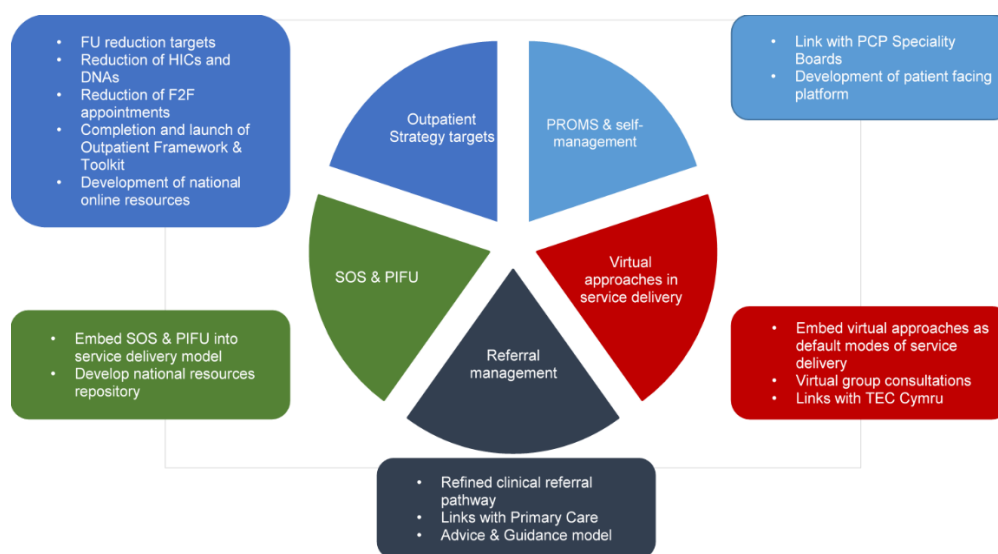 • FU reduction targets
• Reduction of HICs and
DNAs
• Reduction of F2F
appointments
• Completion and launch of
Outpatient Framework &
Toolkit
• Development of national
online resources
Outpatient
Strategy targets
PROMS & self-
management
• Link with PCP Speciality
Boards
• Development of patient facing
platform
SOS & PIFU
Virtual
approaches in
service delivery
Referral
management
• Embed SOS & PIFU into
service delivery model
• Develop national resources
repository
• Embed virtual approaches as
default modes of service
delivery
• Virtual group consultations
• Links with TEC Cymru
• Refined clinical referral
pathway
• Links with Primary Care
• Advice & Guidance model